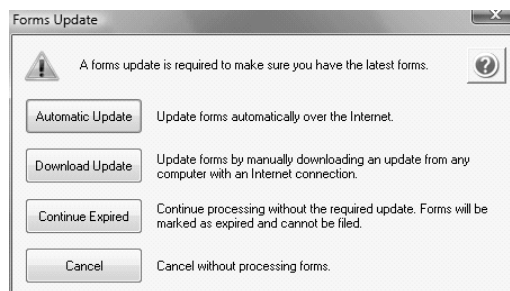 Forms Update
A forms update is required to make sure you have the latest forms.
Automatic Update
Update forms automatically over the Internet.
Download Update
Update forms by manually downloading an update from any
computer with an Internet connection.
Continue Expired
Continue processing without the required update. Forms will be
marked as expired and cannot be filed.
Cancel
Cancel without processing forms.